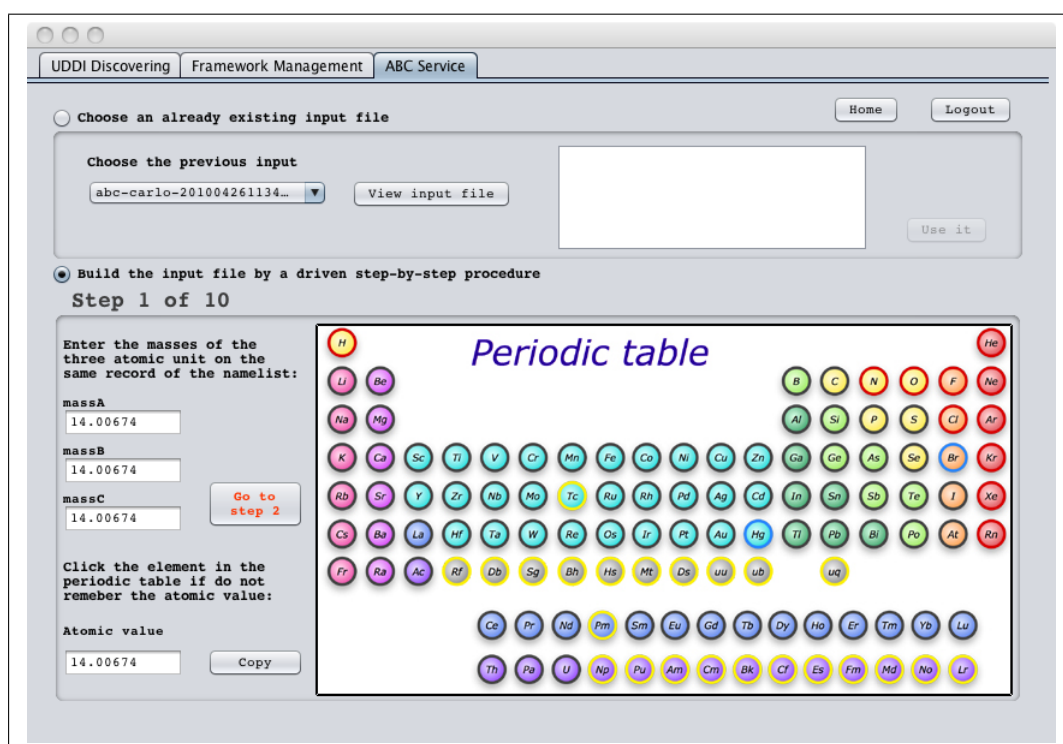 UDDI Discovering Framework Management ABC Service
Choose an already existing input file
Home Logout
Choose the previous input
abc-carlo-201004261134…
View input file
Use it
Build the input file by a driven step-by-step procedure
Step 1 of 10
Enter the masses of the
three atomic unit on the
same record of the namelist:
massA
14.00674
massB
14.00674
massC
14.00674
Go to
step 2
Click the element in the
periodic table if do not
remeber the atomic value:
Atomic value
14.00674
Copy
Periodic table
H He
Li Be B C N O F Ne
Na Mg Al Si P S Cl Ar
K Ca Sc Ti V Cr Mn Fe Co Ni Cu Zn Ga Ge As Se Br Kr
Rb Sr Y Zr Nb Mo Tc Ru Rh Pd Ag Cd In Sn Sb Te I Xe
Cs Ba La Hf Ta W Re Os Ir Pt Au Hg Tl Pb Bi Po At Rn
Fr Ra Ac Rf Db Sg Bh Hs Mt Ds uu ub uq
Ce Pr Nd Pm Sm Eu Gd Tb Dy Ho Er Tm Yb Lu
Th Pa U Np Pu Am Cm Bk Cf Es Fm Md No Lr